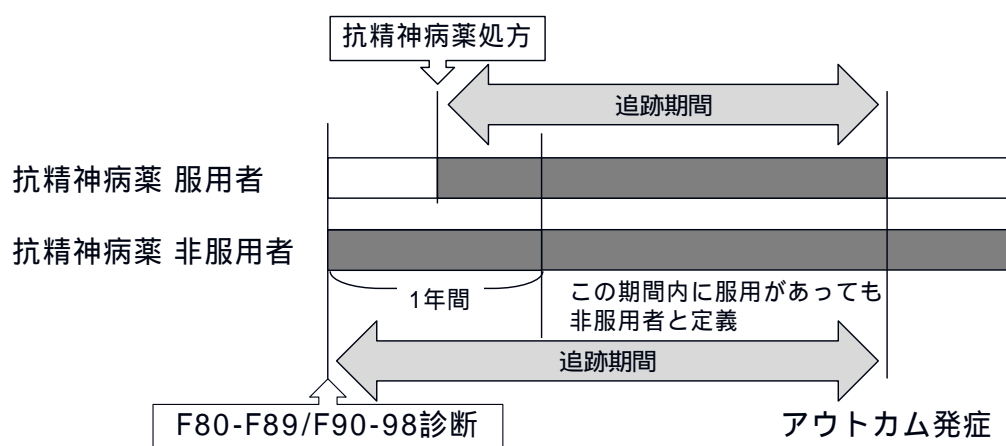 抗精神病薬処方
追跡期間
抗精神病薬 服用者
抗精神病薬 非服用者
1年間
この期間内に服用があっても
非服用者と定義
追跡期間
F80-F89/F90-98診断
アウトカム発症